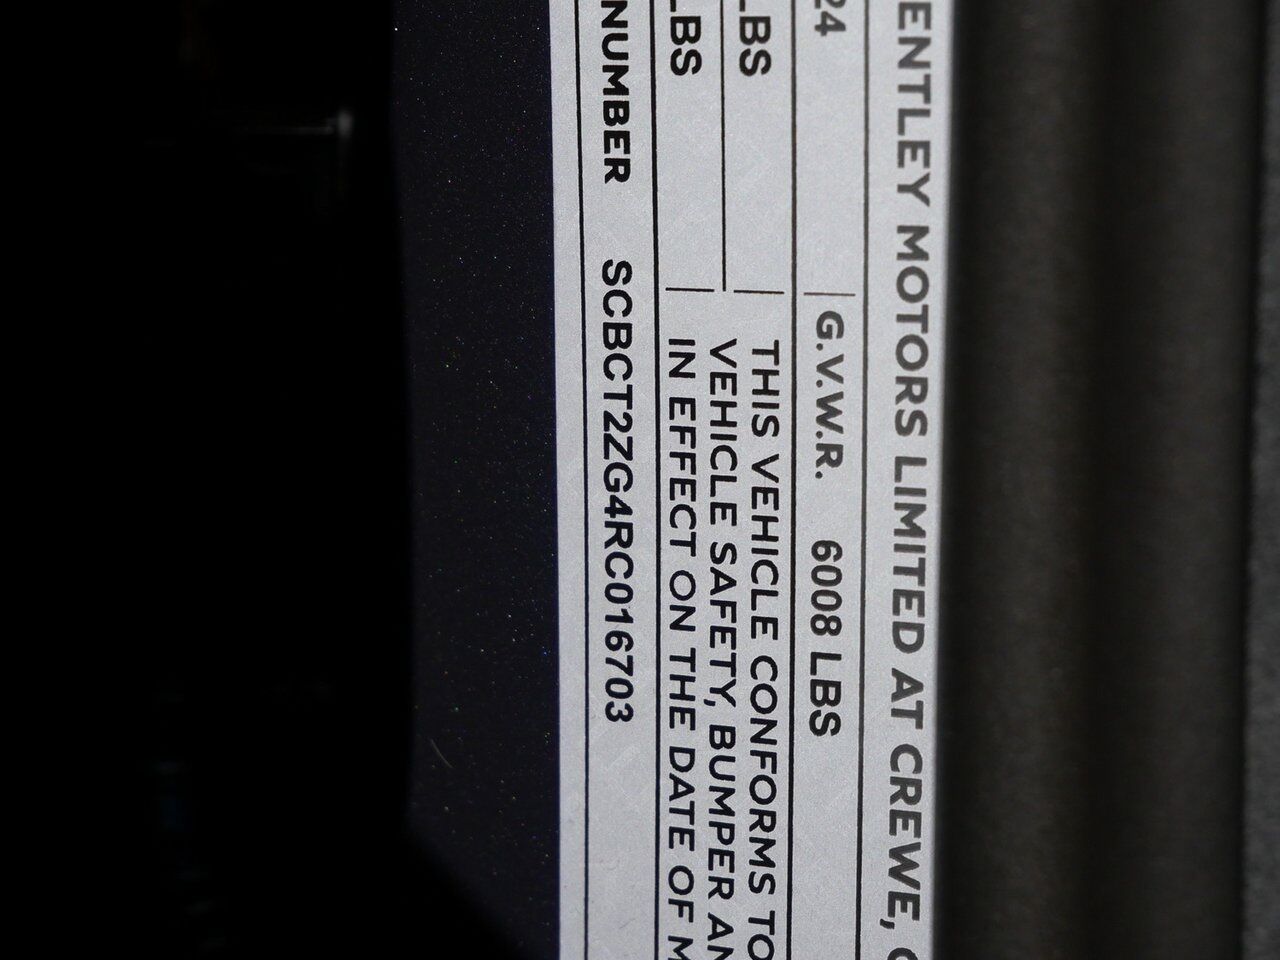 ENTLEY MOTORS LIMITED AT CREWE,
24 G.V.W.R. 6008 LBS
LBS THIS VEHICLE CONFORMS TO
VEHICLE SAFETY, BUMPER AN
LBS IN EFFECT ON THE DATE OF M
NUMBER SCBCT2ZG4RC016703